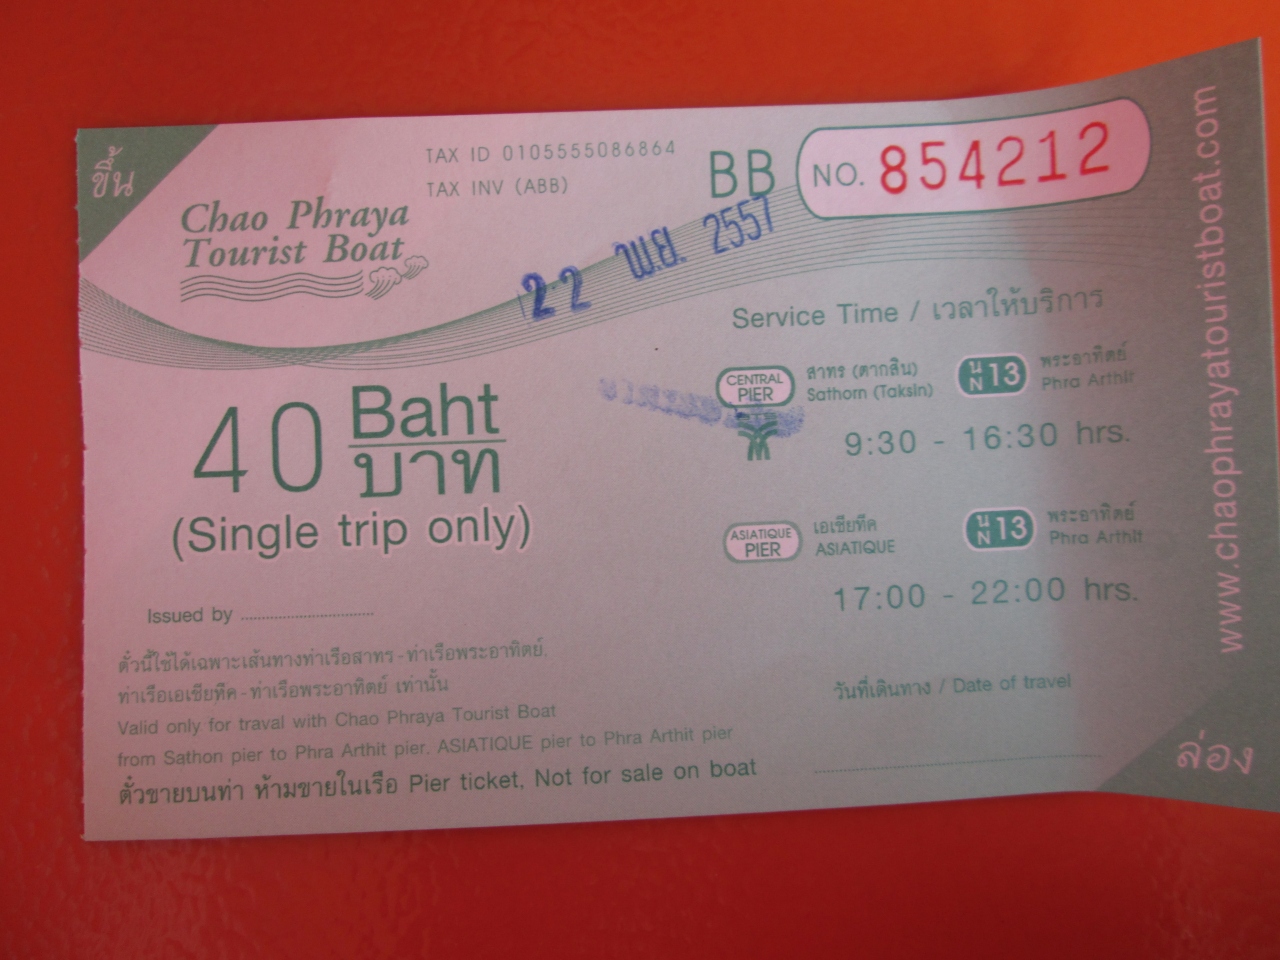 ขึ้น
TAX ID 0105555086864
TAX INV (ABB)
BB NO. 854212
Chao Phraya
Tourist Boat
22 พ.ย. 2557
Service Time / เวลาให้บริการ
CENTRAL PIER สาทร (ตากสิน) Sathorn (Taksin) น N 13 พระอาทิตย์ Phra Arthit
9:30 - 16:30 hrs.
40 Baht บาท
(Single trip only)
ASIATIQUE PIER เอเชียทีค ASIATIQUE น N 13 พระอาทิตย์ Phra Arthit
17:00 - 22:00 hrs.
Issued by
ตั๋วนี้ใช้ได้เฉพาะเส้นทางท่าเรือสาทร - ท่าเรือพระอาทิตย์.
ท่าเรือเอเชียทีค - ท่าเรือพระอาทิตย์ เท่านั้น
Valid only for traval with Chao Phraya Tourist Boat
from Sathon pier to Phra Arthit pier. ASIATIQUE pier to Phra Arthit pier
ตั๋วขายบนท่า ห้ามขายในเรือ Pier ticket, Not for sale on boat
วันที่เดินทาง / Date of travel
ล่อง
www.chaophrayatouristboat.com